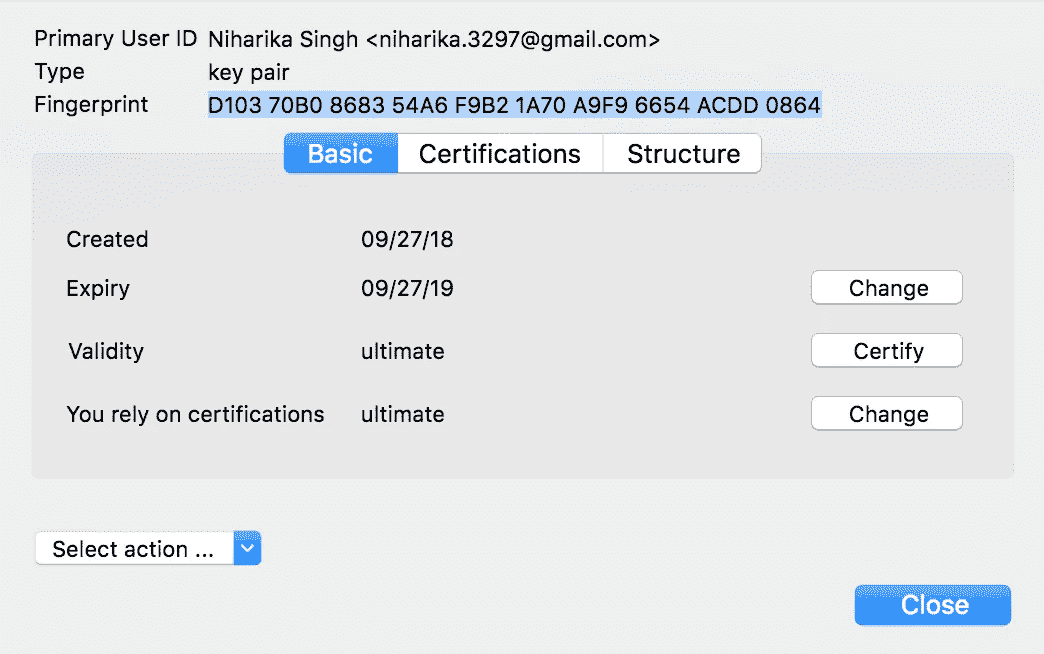 Primary User ID Niharika Singh <niharika.3297@gmail.com>
Type key pair
Fingerprint D103 70B0 8683 54A6 F9B2 1A70 A9F9 6654 ACDD 0864
Basic Certifications Structure
Created 09/27/18
Expiry 09/27/19 Change
Validity ultimate Certify
You rely on certifications ultimate Change
Select action ...
Close